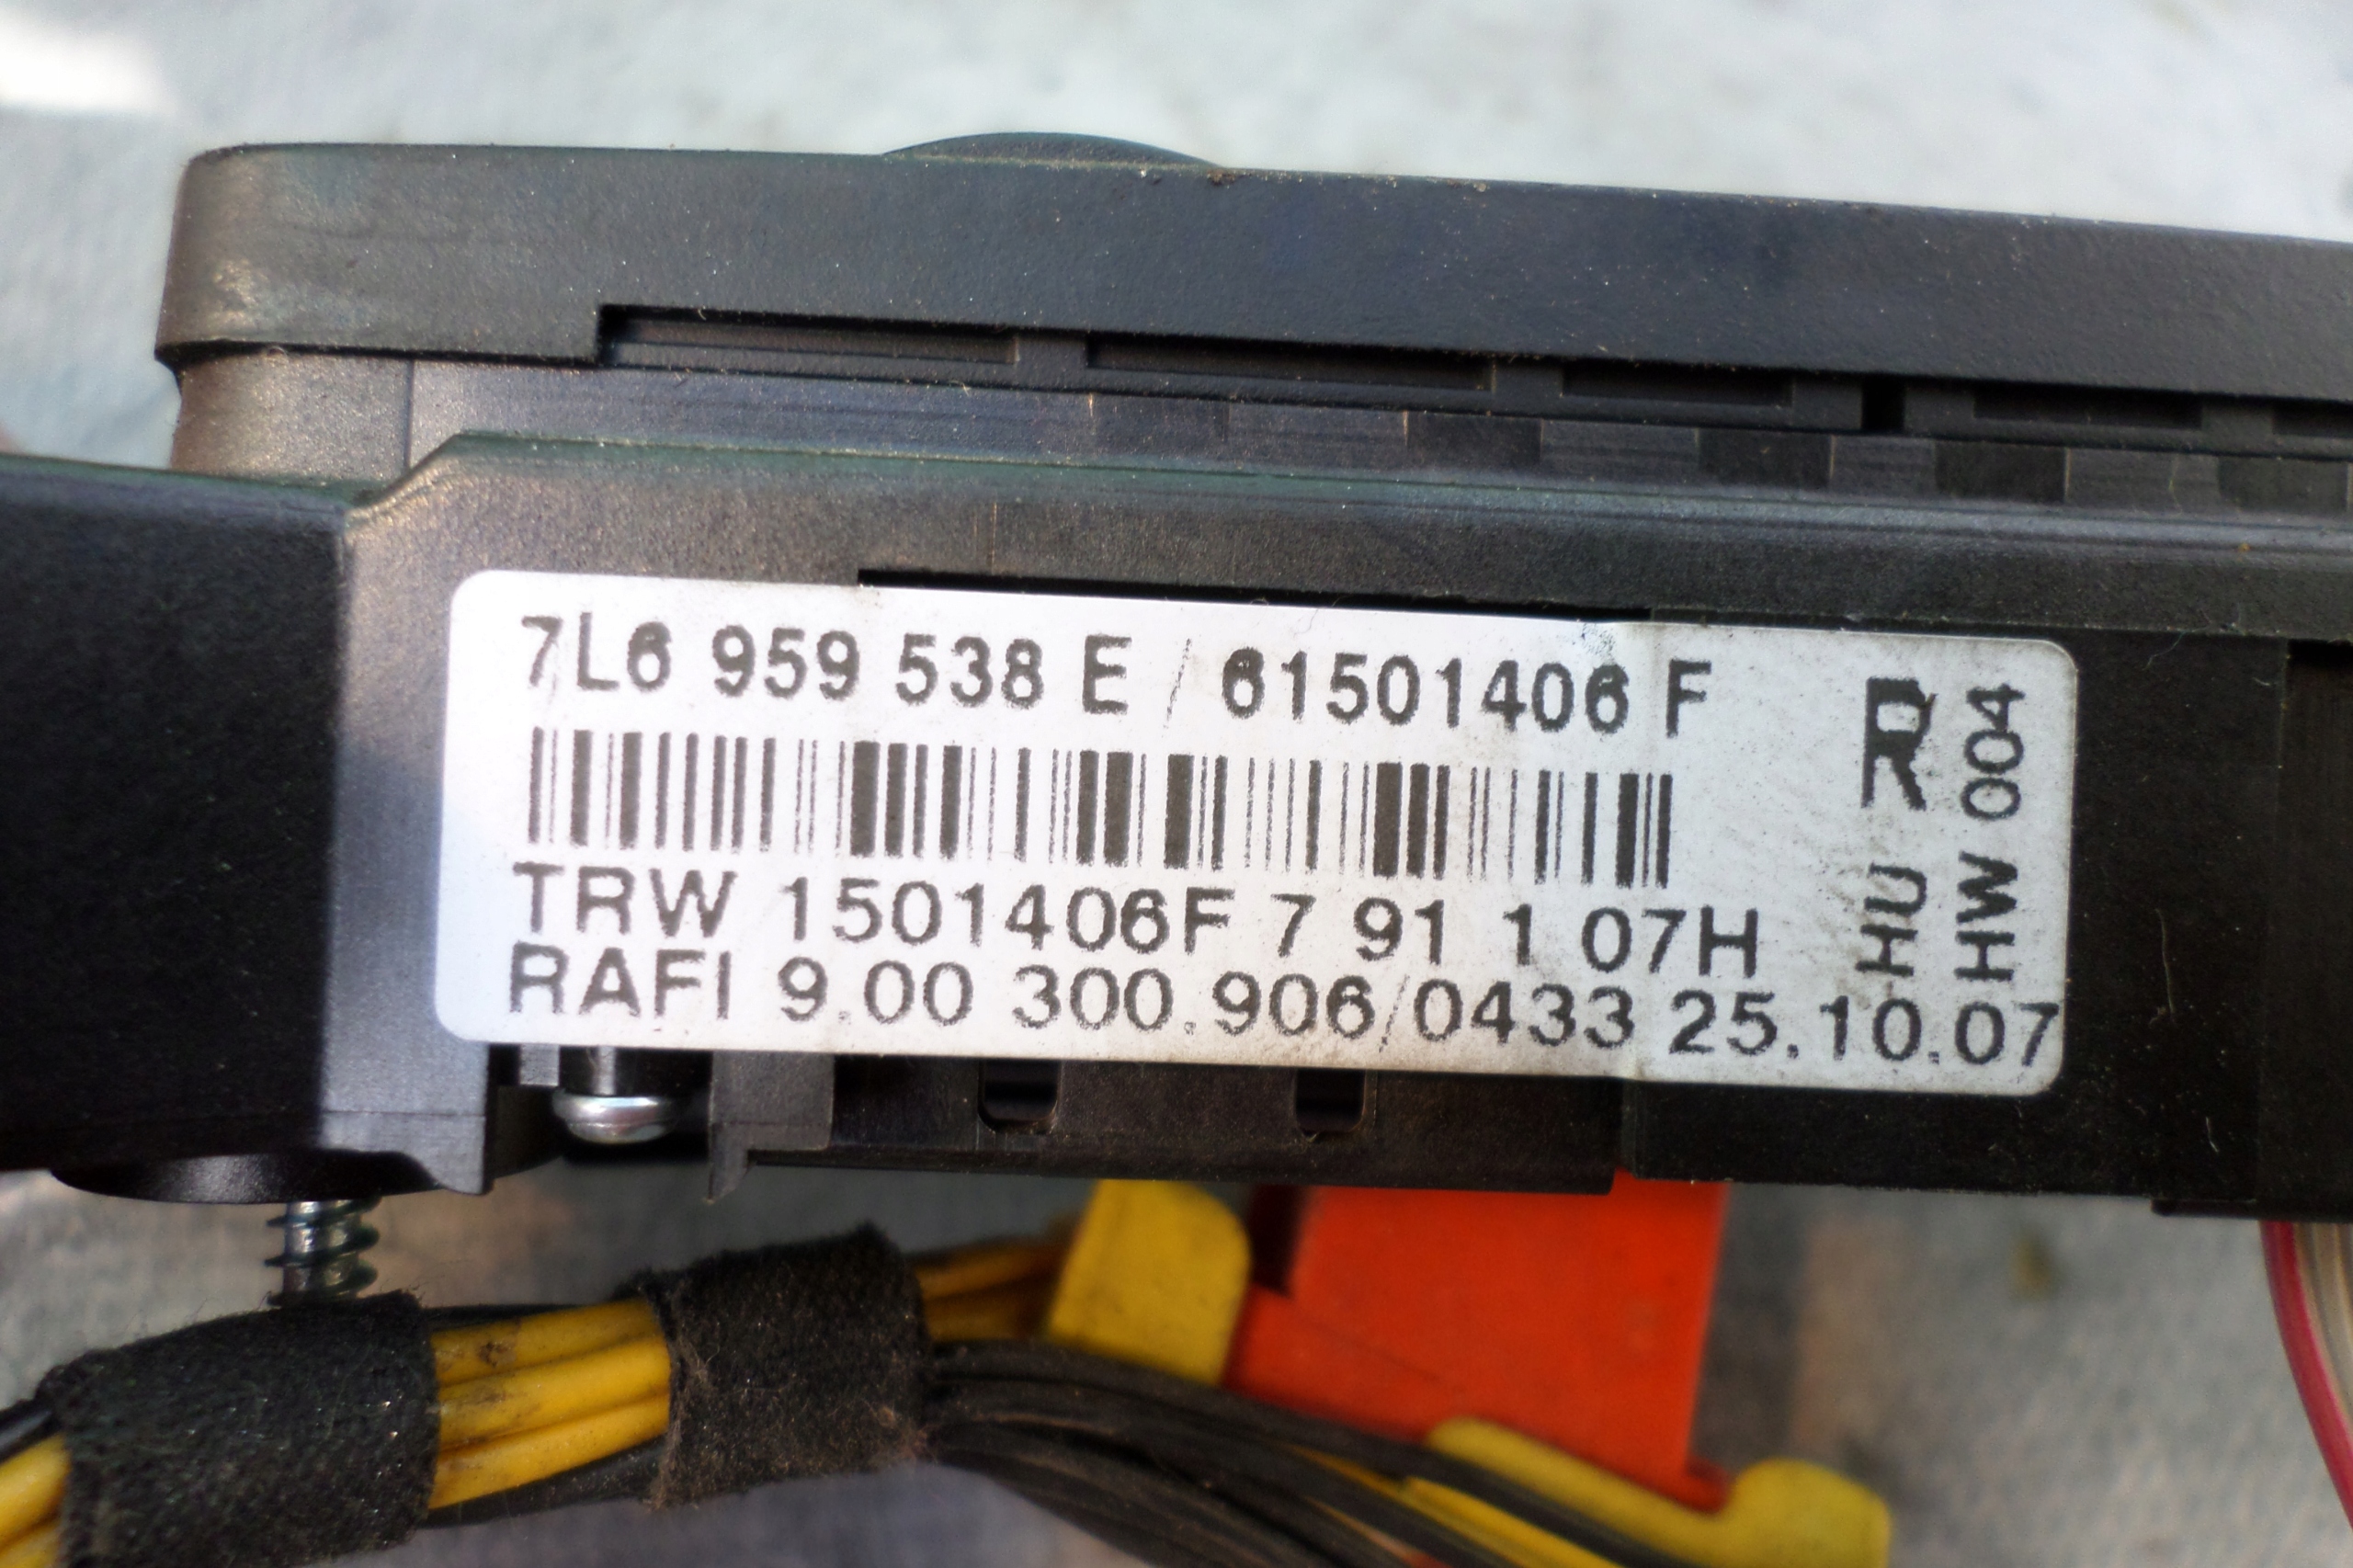 7L6 959 538 E / 61501406 F
TRW 1501406F 7 91 1 07H
RAFI 9.00 300.906/0433 25.10.07
HU R
HW 004